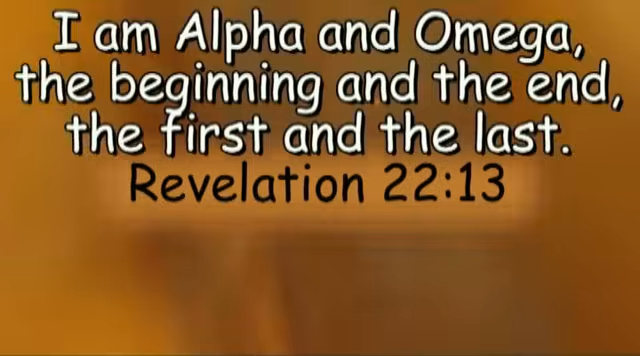 I am Alpha and Omega,
the beginning and the end,
the first and the last.
Revelation 22:13